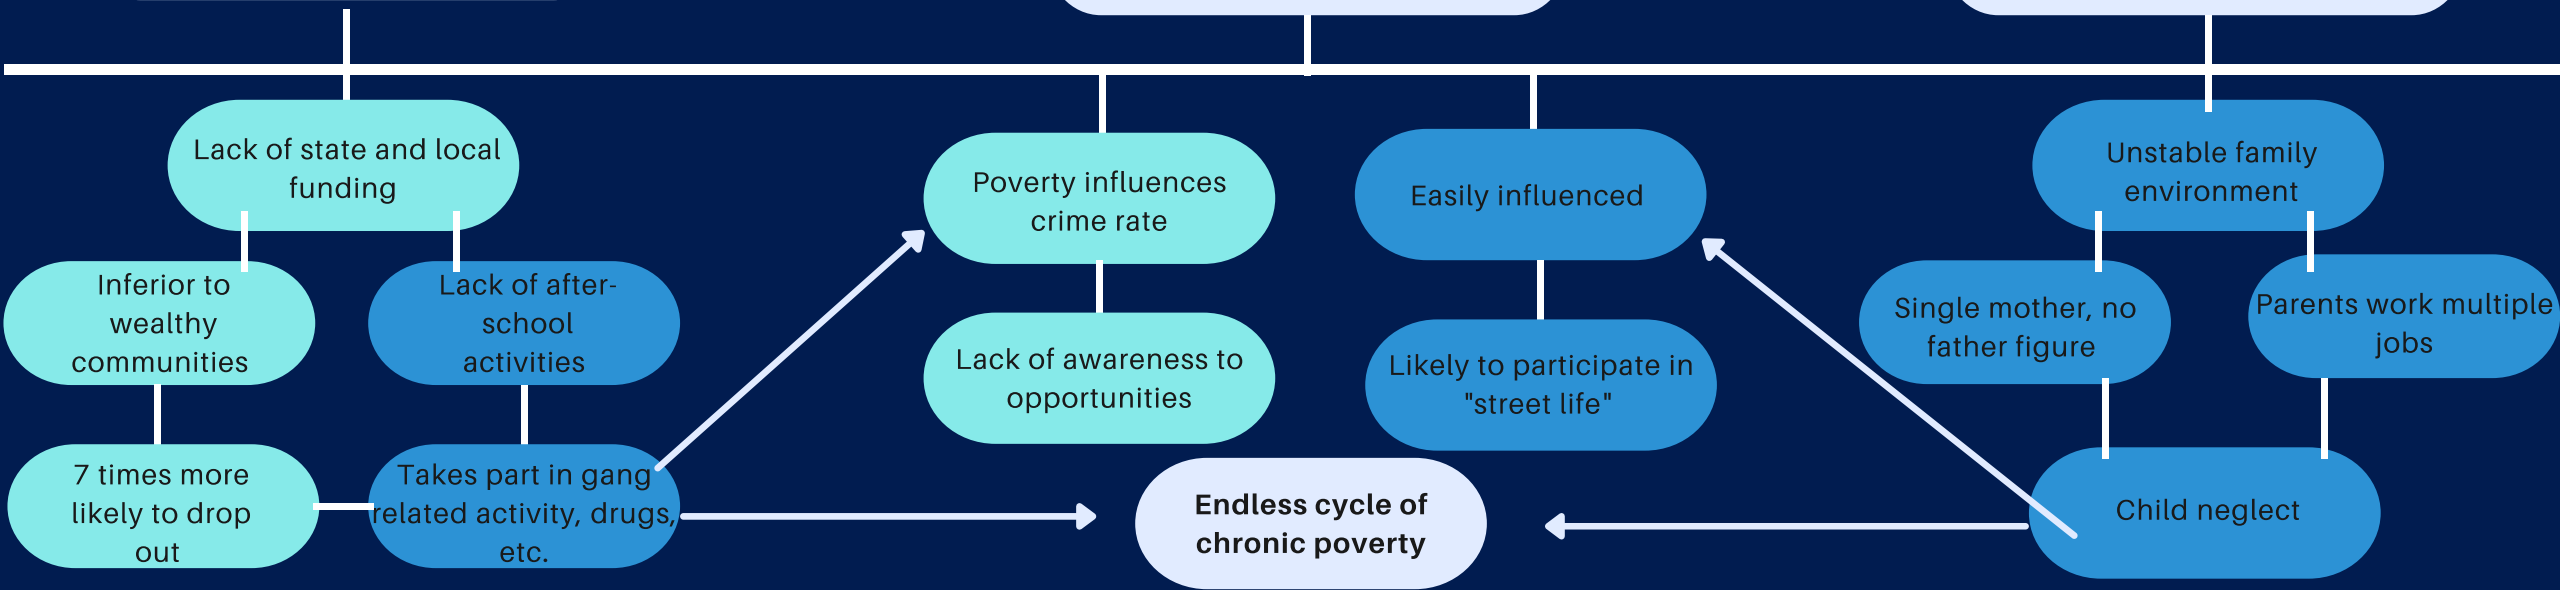 Lack of state and local
funding
Inferior to
wealthy
communities
Lack of after-
school
activities
7 times more
likely to drop
out
Takes part in gang
related activity, drugs,
etc.
Poverty influences
crime rate
Lack of awareness to
opportunities
Easily influenced
Likely to participate in
"street life"
Endless cycle of
chronic poverty
Unstable family
environment
Single mother, no
father figure
Parents work multiple
jobs
Child neglect